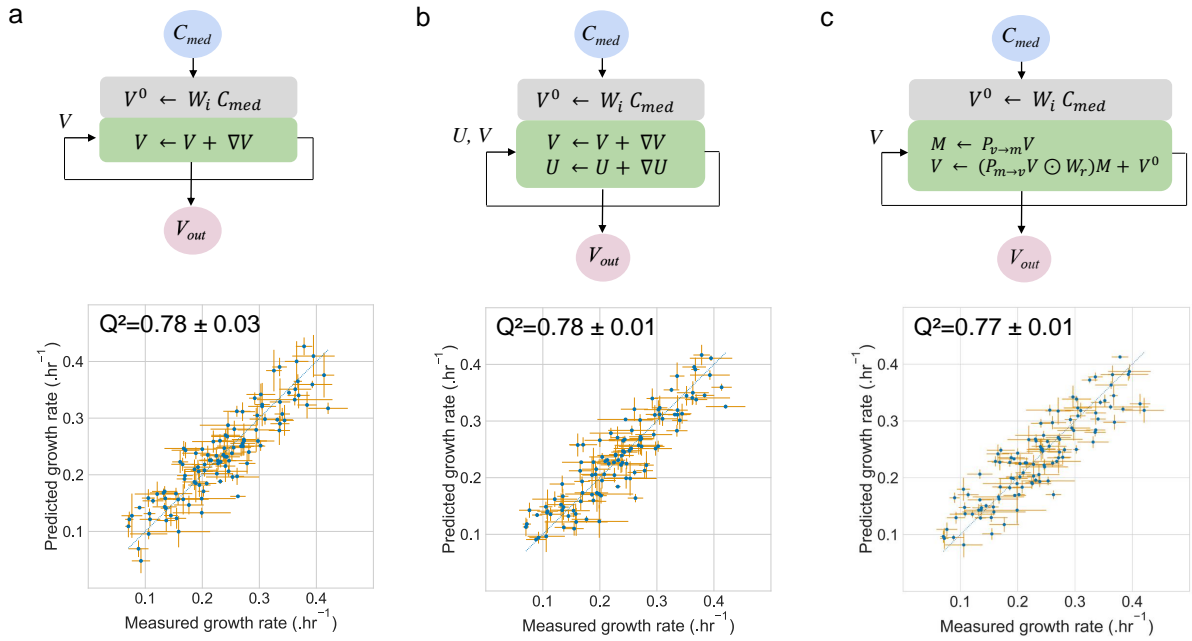 a
C_med
V⁰ ← W_i C_med
V
V ← V + ∇V
V_out
Q²=0.78 ± 0.03
Predicted growth rate (.hr⁻¹)
0.4
0.3
0.2
0.1
0.1 0.2 0.3 0.4
Measured growth rate (.hr⁻¹)
b
C_med
V⁰ ← W_i C_med
U, V
V ← V + ∇V
U ← U + ∇U
V_out
Q²=0.78 ± 0.01
Predicted growth rate (.hr⁻¹)
0.4
0.3
0.2
0.1
0.1 0.2 0.3 0.4
Measured growth rate (.hr⁻¹)
c
C_med
V⁰ ← W_i C_med
V
M ← P_v→m V
V ← (P_m→v V ⊙ W_r)M + V⁰
V_out
Q²=0.77 ± 0.01
Predicted growth rate (.hr⁻¹)
0.4
0.3
0.2
0.1
0.1 0.2 0.3 0.4
Measured growth rate (.hr⁻¹)